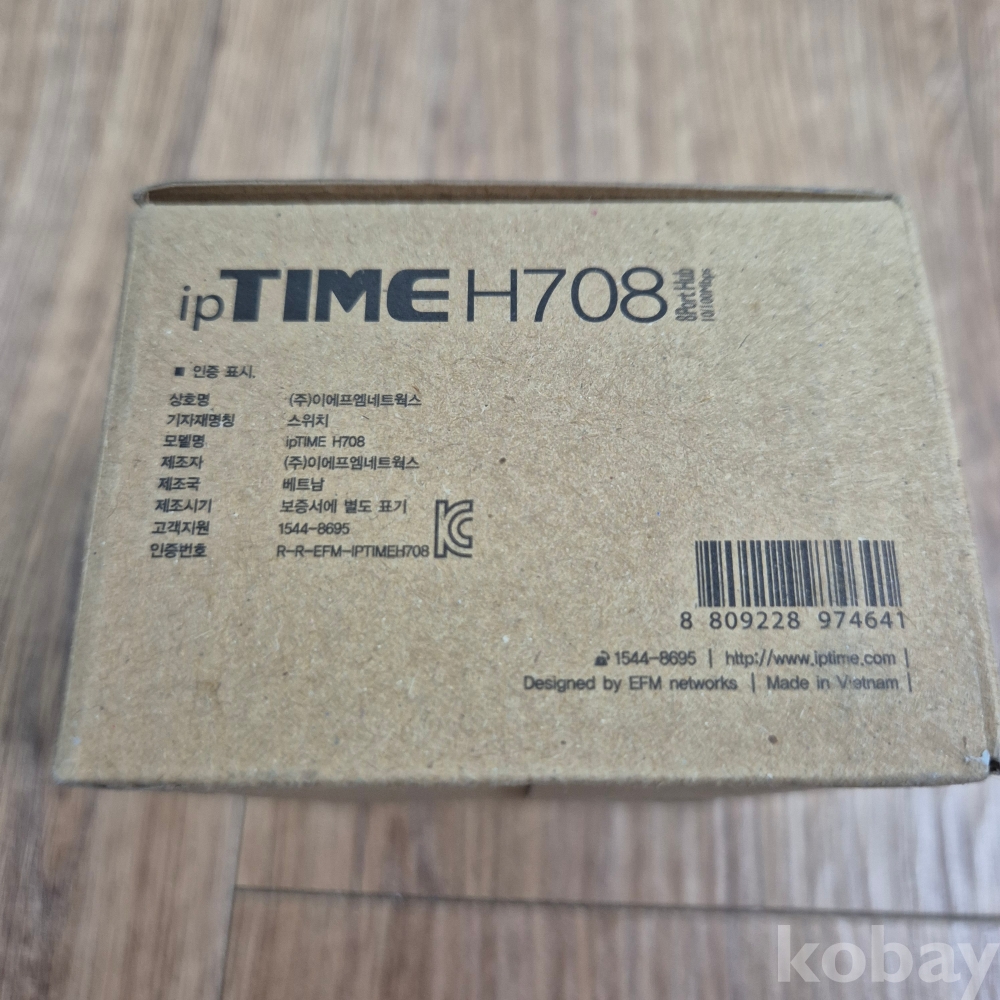 ipTIME H708 8Port Hub 10/100Mbps
■ 인증 표시.
상호명 (주)이에프엠네트웍스
기자재명칭 스위치
모델명 ipTIME H708
제조자 (주)이에프엠네트웍스
제조국 베트남
제조시기 보증서에 별도 표기
고객지원 1544-8695
인증번호 R-R-EFM-IPTIMEH708
8 809228 974641
1544-8695 | http://www.iptime.com |
Designed by EFM networks | Made in Vietnam |
kobay